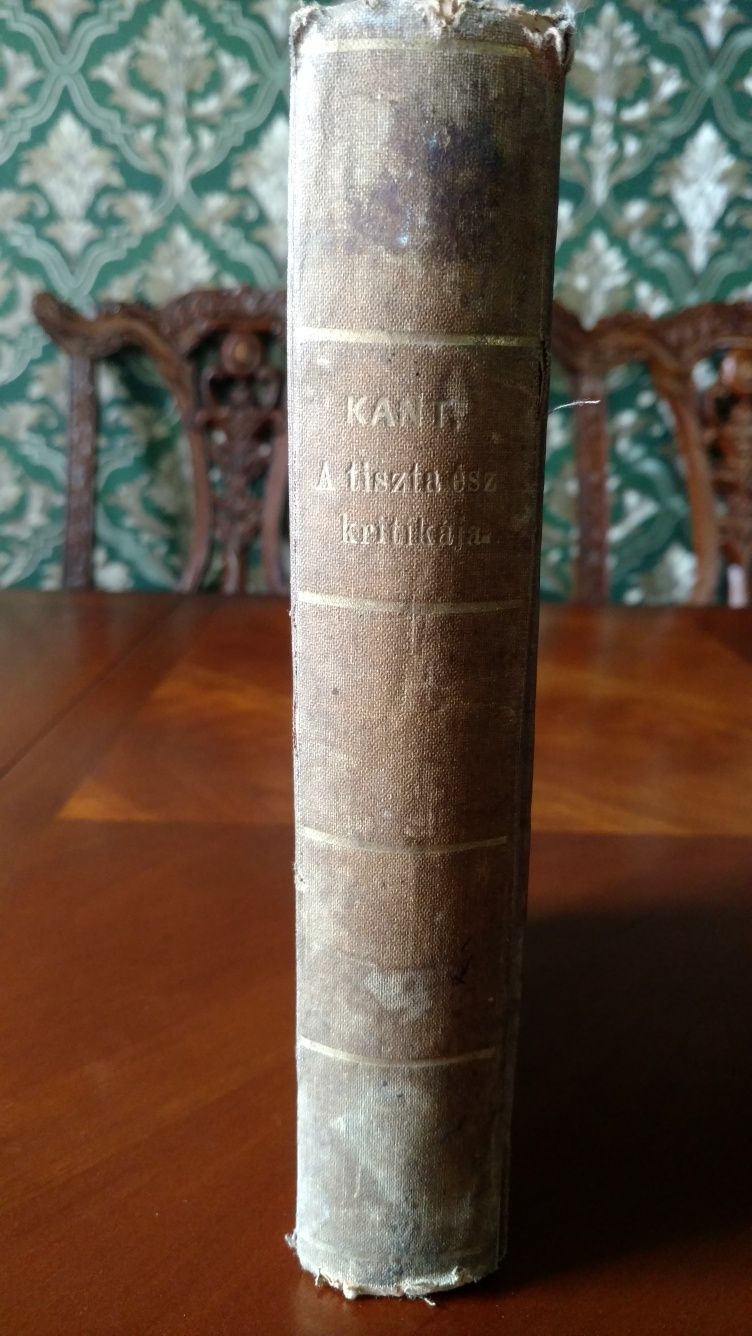 KANT,
A tiszta ész
kritikája.